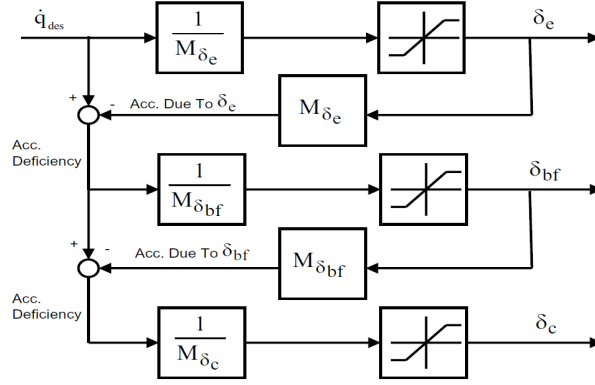 q̇des δe
1
Mδe
+ - Acc. Due To δe Mδe
Acc.
Deficiency
1
Mδbf
δbf
+ - Acc. Due To δbf Mδbf
Acc.
Deficiency
1
Mδc
δc